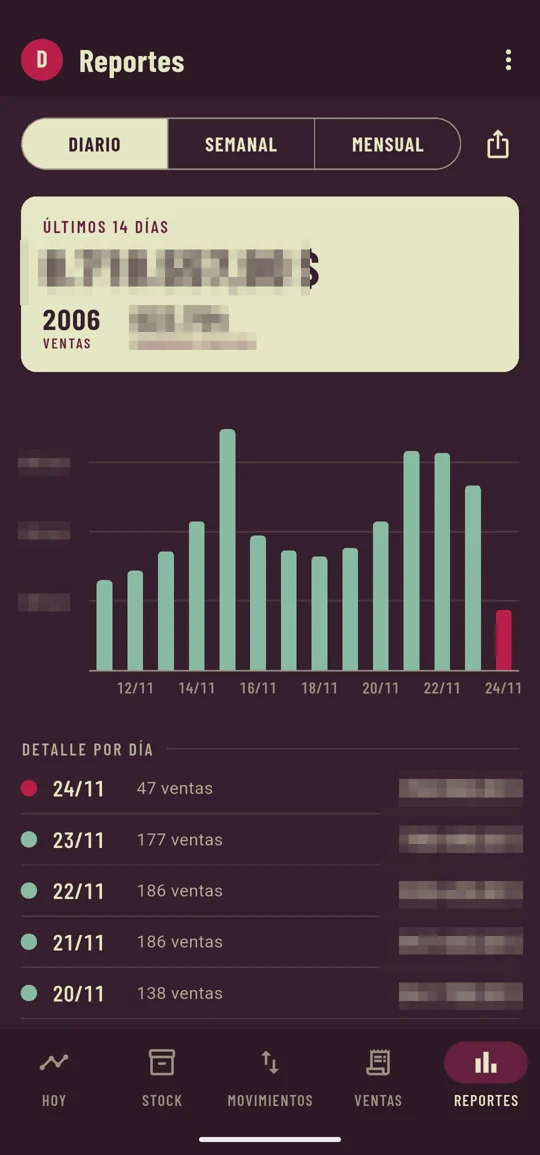 D Reportes
DIARIO SEMANAL MENSUAL
ÚLTIMOS 14 DÍAS
$
2006
VENTAS
12/11 14/11 16/11 18/11 20/11 22/11 24/11
DETALLE POR DÍA
24/11 47 ventas
23/11 177 ventas
22/11 186 ventas
21/11 186 ventas
20/11 138 ventas
HOY STOCK MOVIMIENTOS VENTAS REPORTES